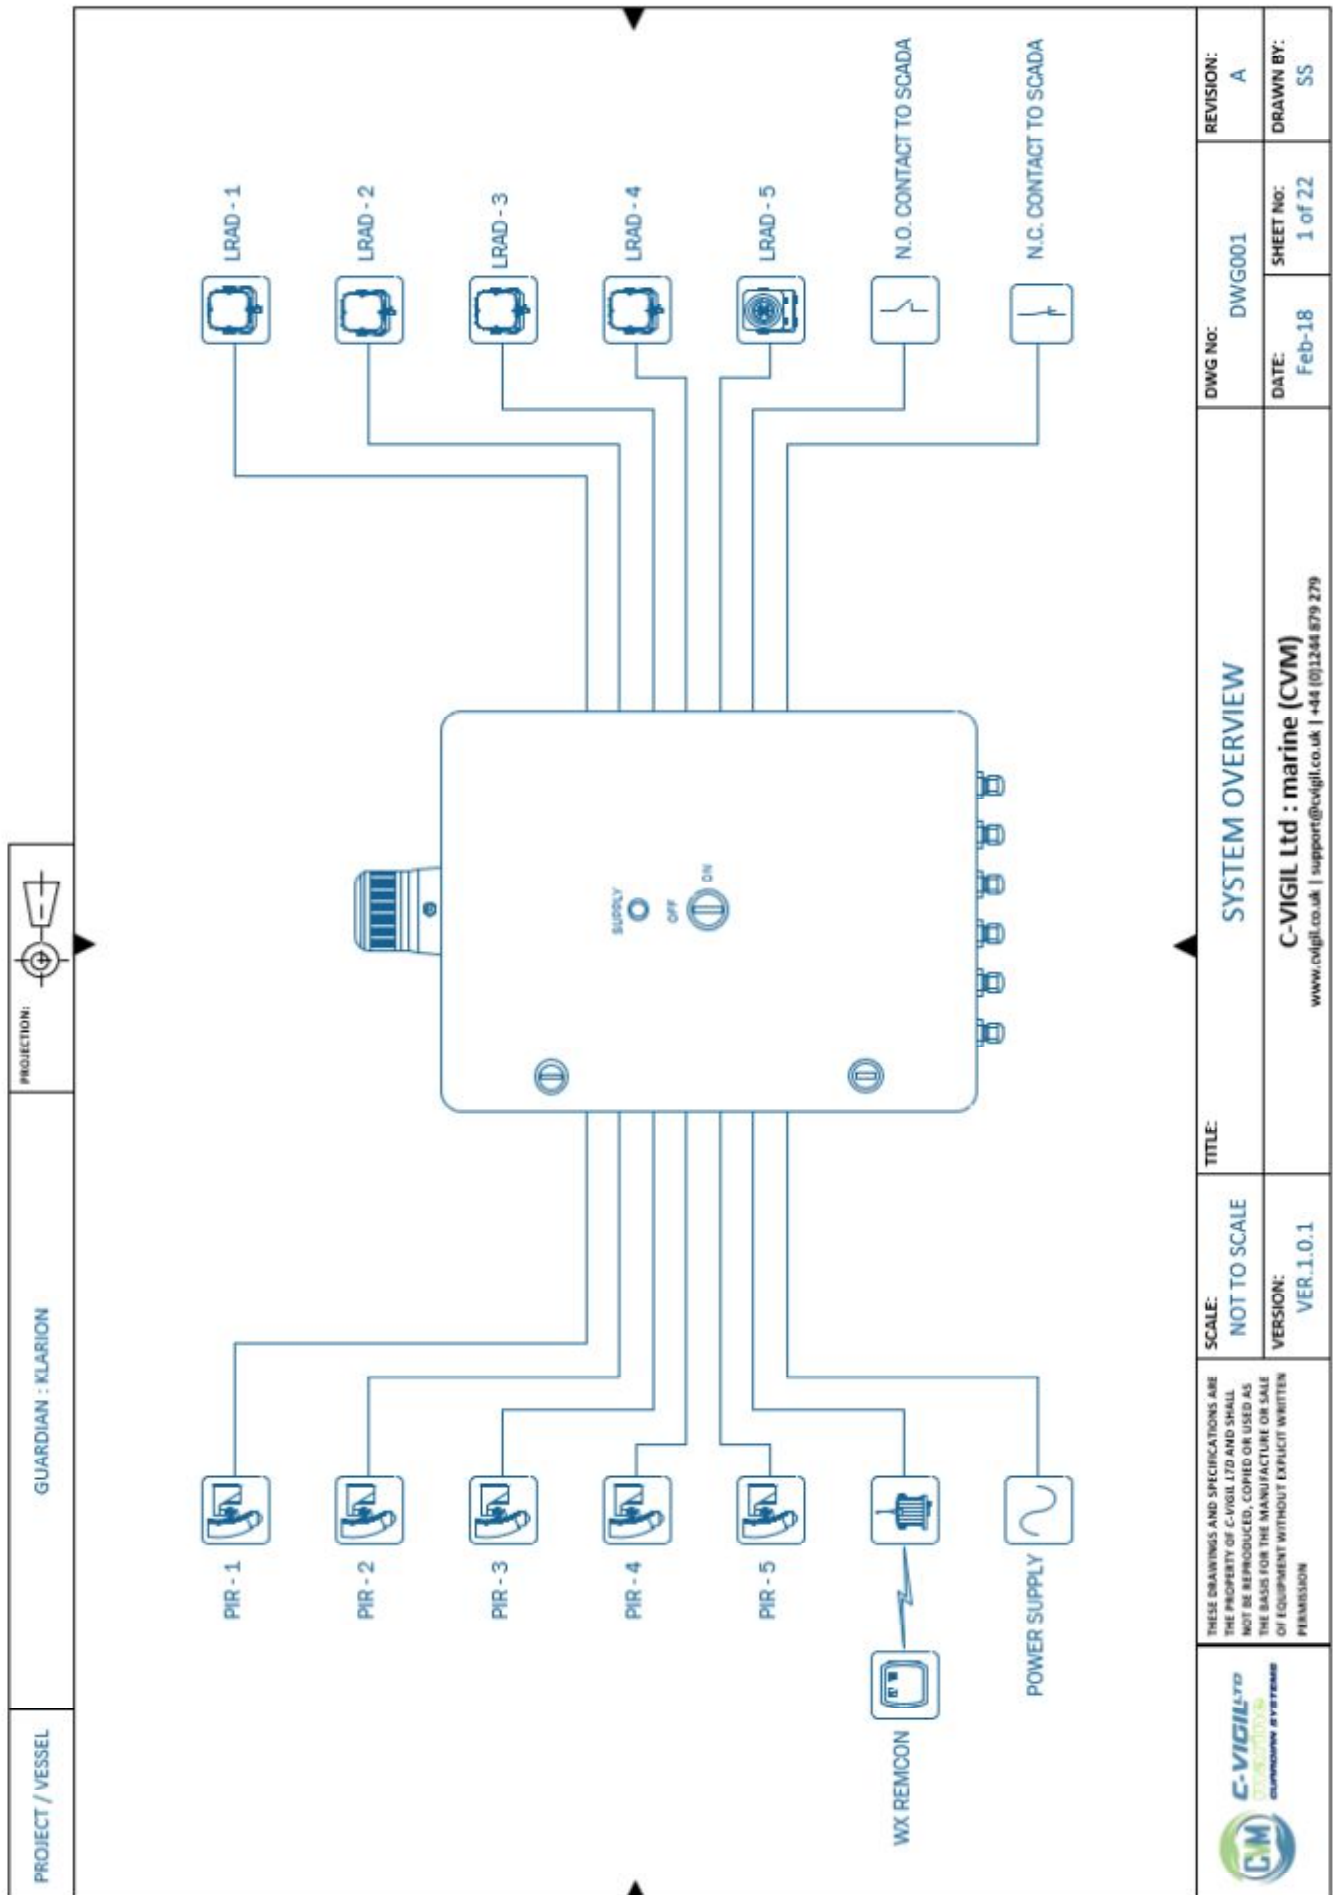 PROJECT / VESSEL
GUARDIAN : KLARION
PROJECTION:
PIR - 1
PIR - 2
PIR - 3
PIR - 4
PIR - 5
WX REMCON
POWER SUPPLY
SUPPLY
OFF
ON
LRAD - 1
LRAD - 2
LRAD - 3
LRAD - 4
LRAD - 5
N.O. CONTACT TO SCADA
N.C. CONTACT TO SCADA
CVM
C-VIGIL LTD
marine
GUARDIAN SYSTEMS
THESE DRAWINGS AND SPECIFICATIONS ARE
THE PROPERTY OF C-VIGIL LTD AND SHALL
NOT BE REPRODUCED, COPIED OR USED AS
THE BASIS FOR THE MANUFACTURE OR SALE
OF EQUIPMENT WITHOUT EXPLICIT WRITTEN
PERMISSION
SCALE:
NOT TO SCALE
VERSION:
VER.1.0.1
TITLE:
SYSTEM OVERVIEW
C-VIGIL Ltd : marine (CVM)
www.cvigil.co.uk | support@cvigil.co.uk | +44 (0)1244 879 279
DWG No:
DWG001
REVISION:
A
DATE:
Feb-18
SHEET No:
1 of 22
DRAWN BY:
SS